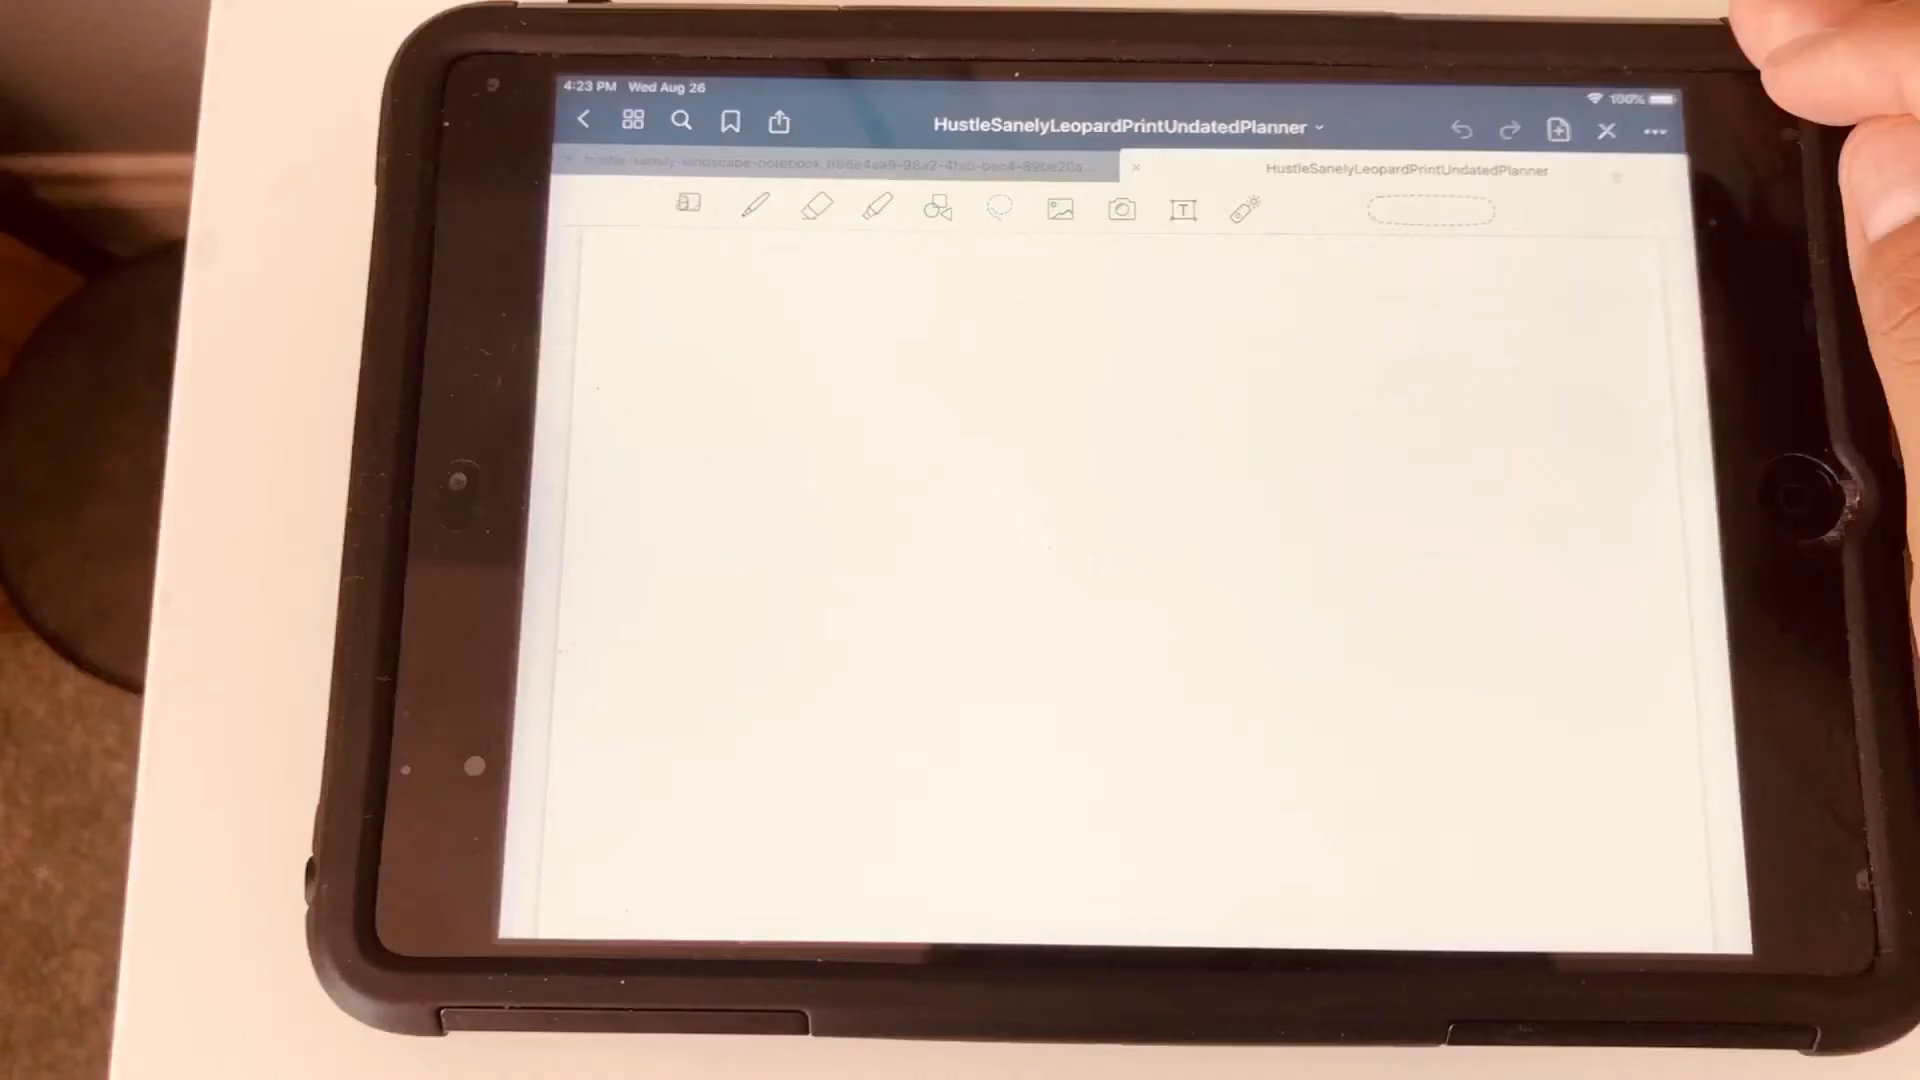 4:23 PM Wed Aug 26
100%
HustleSanelyLeopardPrintUndatedPlanner
HustleSanelyLeopardPrintUndatedPlanner
T